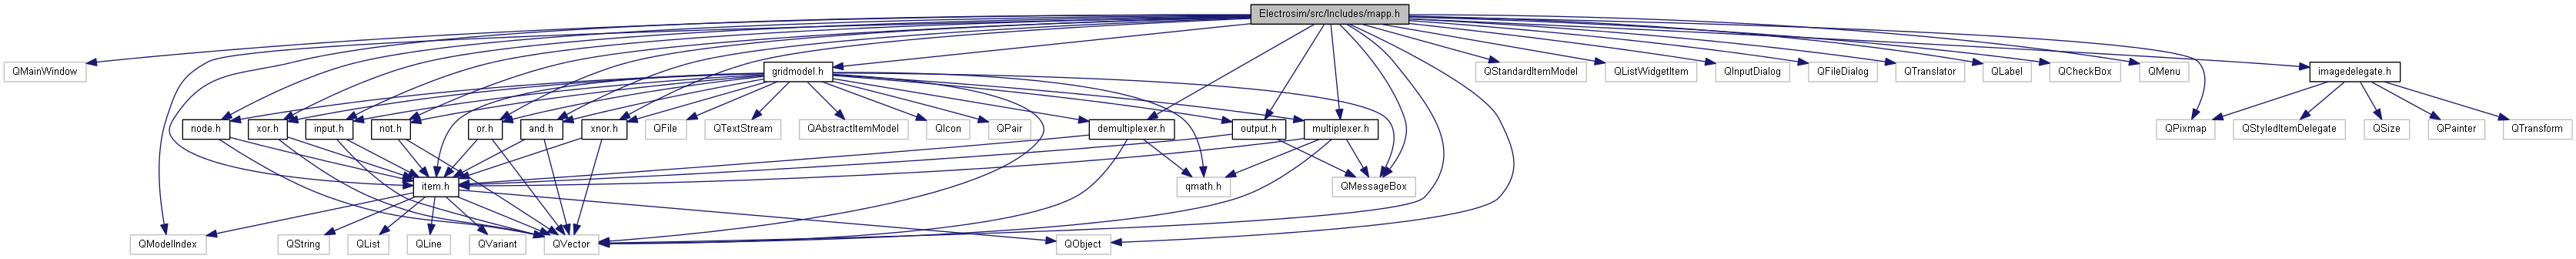 Electrosim/src/Includes/mapp.h
QMainWindow
gridmodel.h
QStandardItemModel
QListWidgetItem
QInputDialog
QFileDialog
QTranslator
QLabel
QCheckBox
QMenu
imagedelegate.h
node.h
xor.h
input.h
not.h
or.h
and.h
xnor.h
QFile
QTextStream
QAbstractItemModel
QIcon
QPair
demultiplexer.h
output.h
multiplexer.h
QPixmap
QStyledItemDelegate
QSize
QPainter
QTransform
item.h
qmath.h
QMessageBox
QModelIndex
QString
QList
QLine
QVariant
QVector
QObject